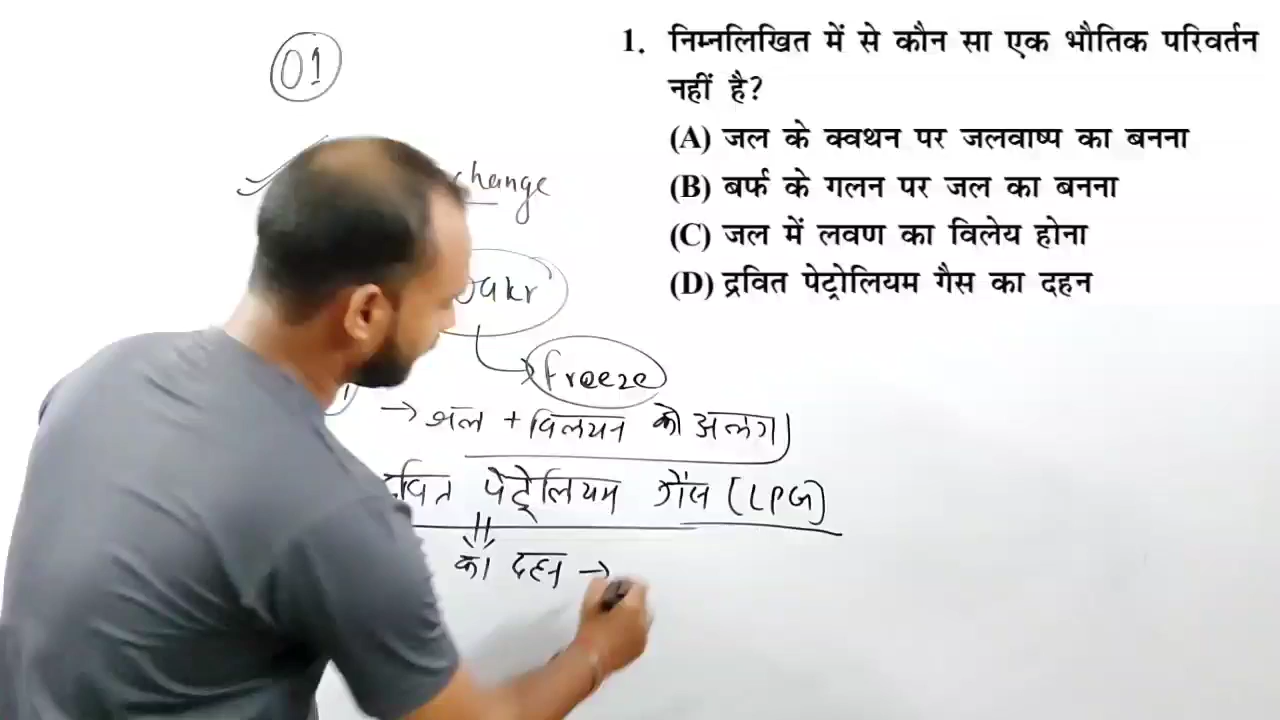 01
1. निम्नलिखित में से कौन सा एक भौतिक परिवर्तन
नहीं है?
(A) जल के क्वथन पर जलवाष्प का बनना
(B) बर्फ के गलन पर जल का बनना
(C) जल में लवण का विलेय होना
(D) द्रवित पेट्रोलियम गैस का दहन
change
freeze
→ + विलयन को अलग
पेट्रेलियम गैस (LPG)
का दहन →